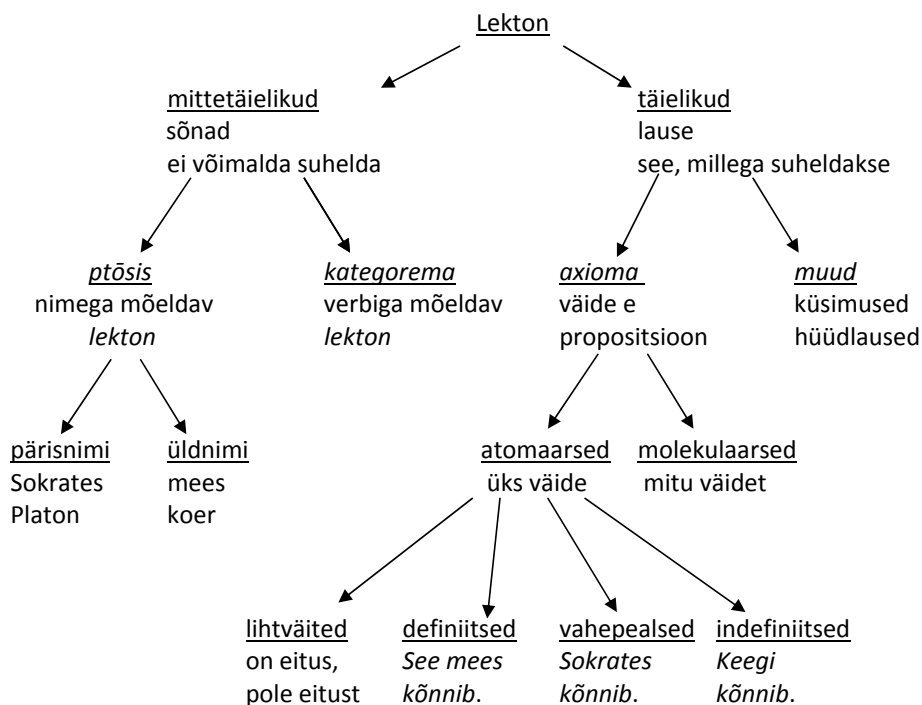 Lekton
mittetäielikud
sõnad
ei võimalda suhelda
täielikud
lause
see, millega suheldakse
ptōsis
nimega mõeldav
lekton
kategorema
verbiga mõeldav
lekton
axioma
väide e
propositsioon
muud
küsimused
hüüdlaused
pärisnimi
Sokrates
Platon
üldnimi
mees
koer
atomaarsed
üks väide
molekulaarsed
mitu väidet
lihtväited
on eitus,
pole eitust
definiitsed
See mees
kõnnib.
vahepealsed
Sokrates
kõnnib.
indefiniitsed
Keegi
kõnnib.